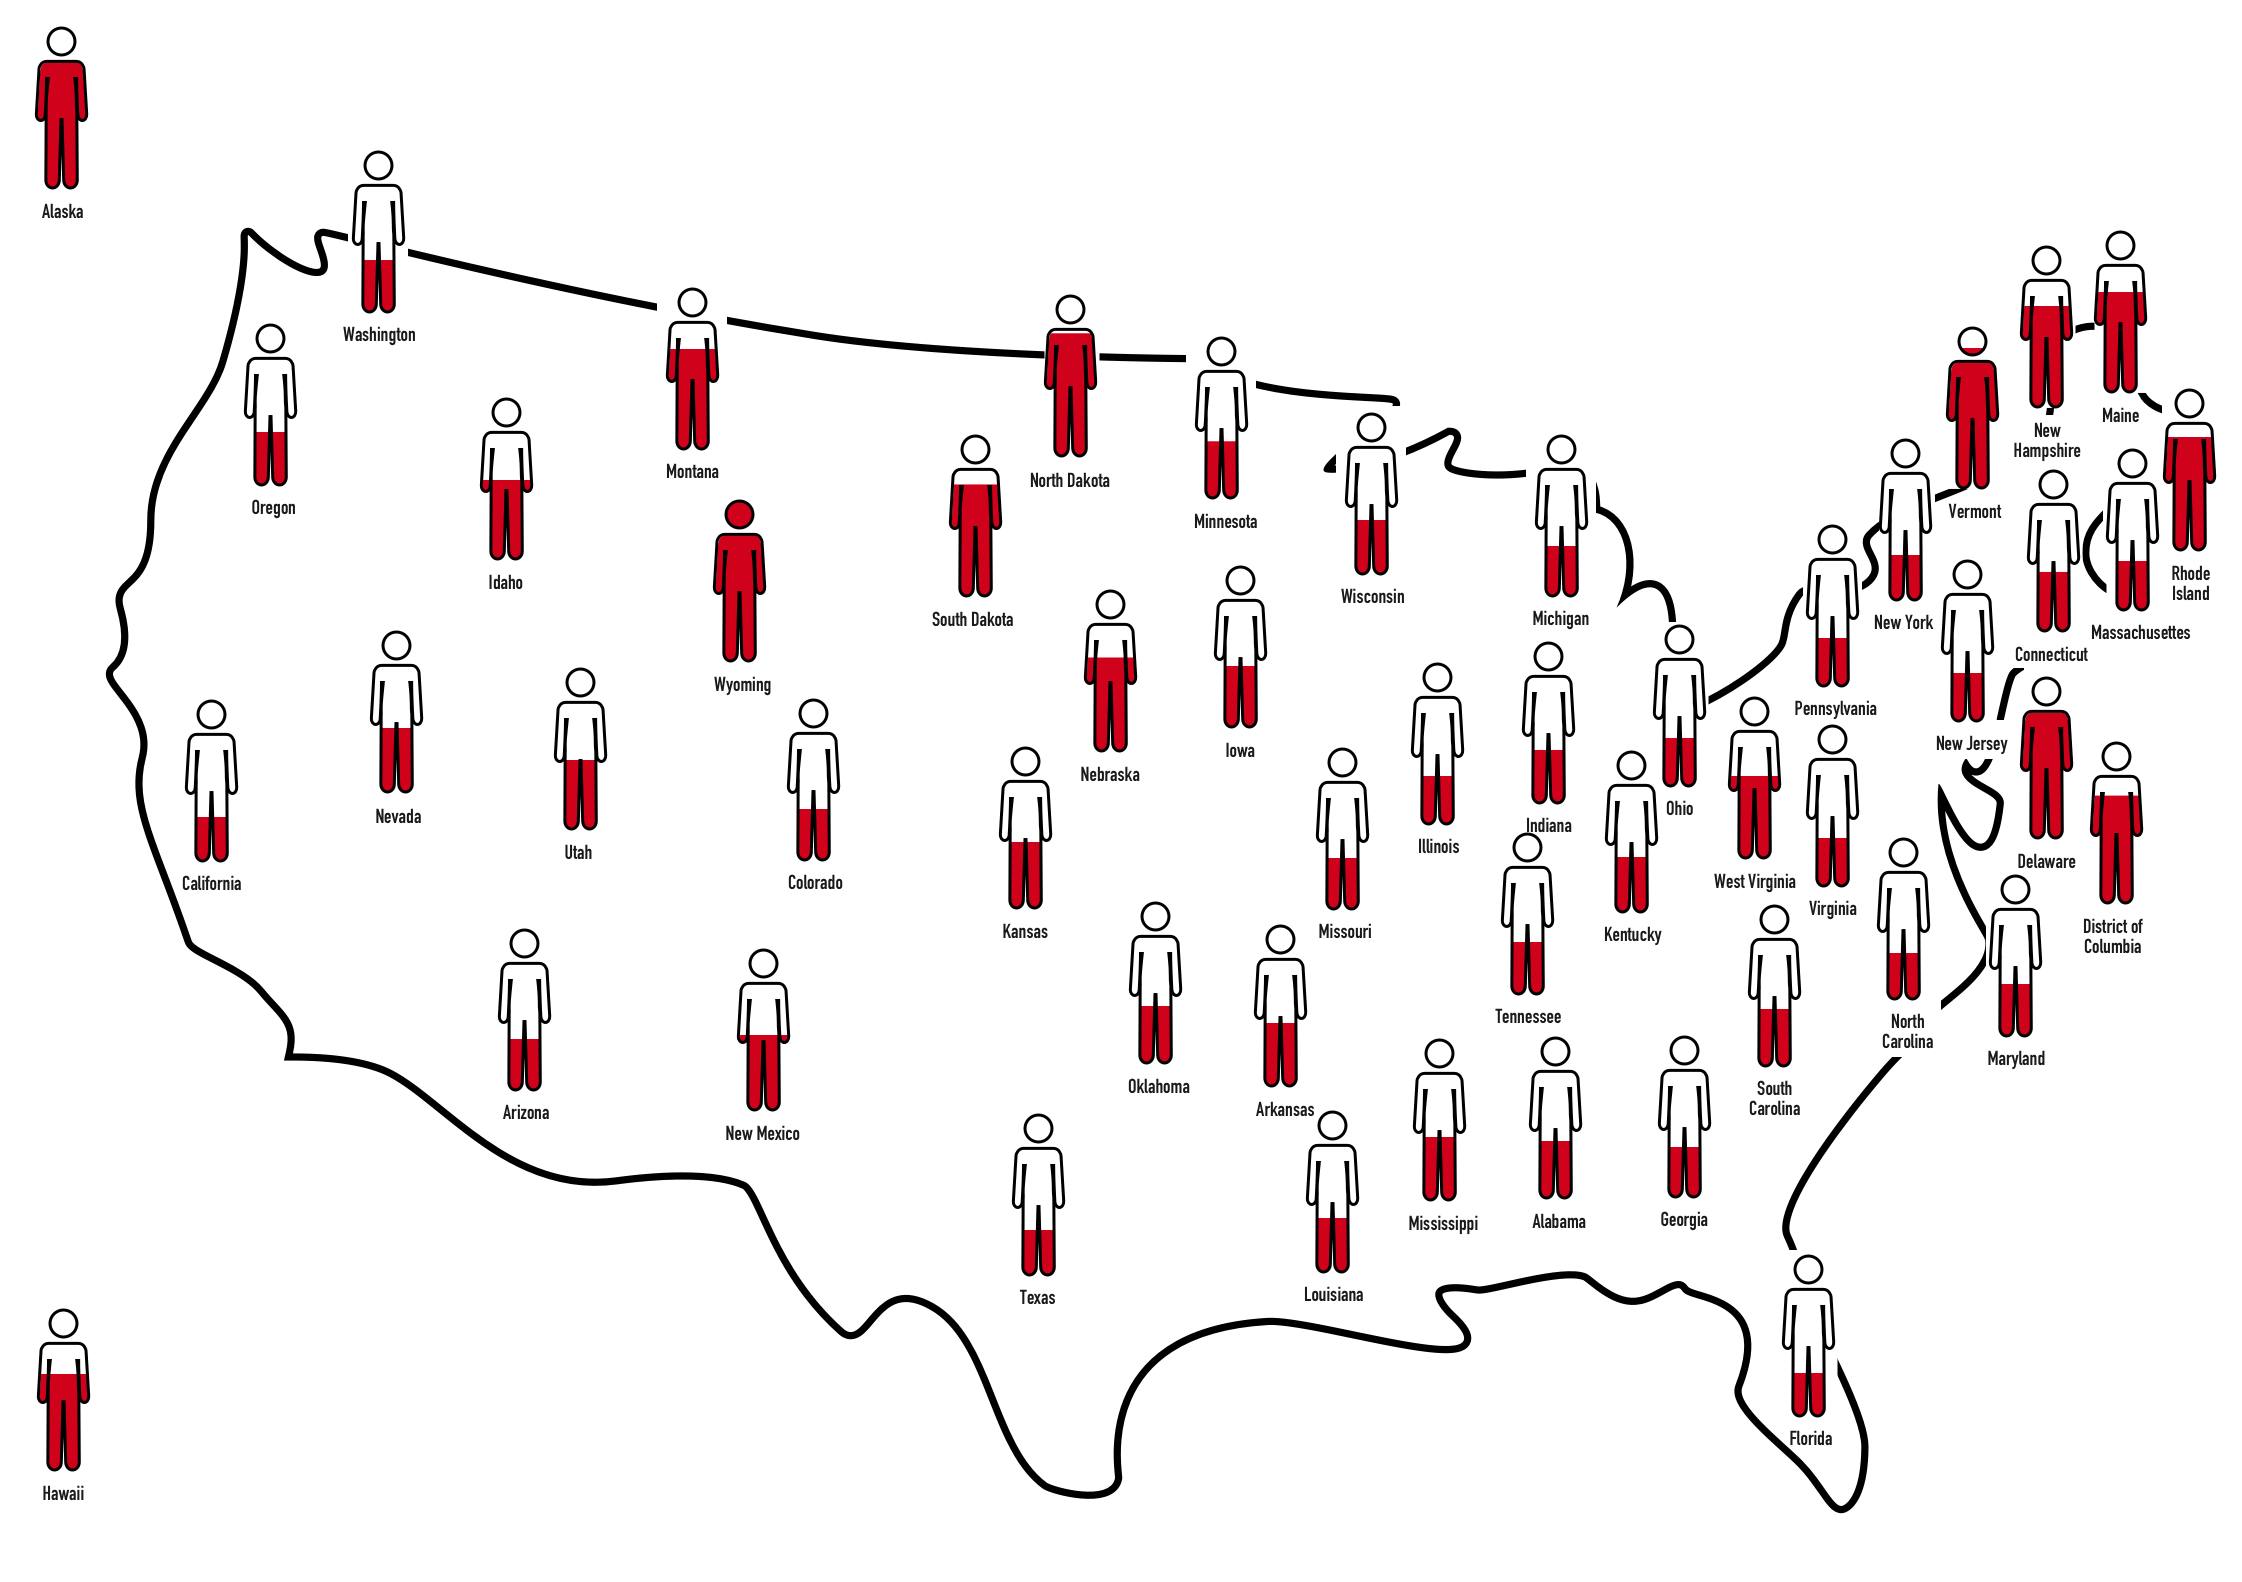 Alaska
Washington
Maine
New
Hampshire
Montana
North Dakota
Oregon
Vermont
Minnesota
Rhode
Island
Idaho
Wisconsin
Michigan
South Dakota
New York
Massachusettes
Connecticut
Wyoming
Pennsylvania
New Jersey
Iowa
Nebraska
Ohio
Nevada
Indiana
Illinois
Utah
Delaware
West Virginia
Colorado
California
Virginia
District of
Columbia
Kansas
Missouri
Kentucky
Tennessee
North
Carolina
Maryland
Oklahoma
South
Carolina
Arkansas
Arizona
New Mexico
Georgia
Alabama
Mississippi
Louisiana
Texas
Florida
Hawaii